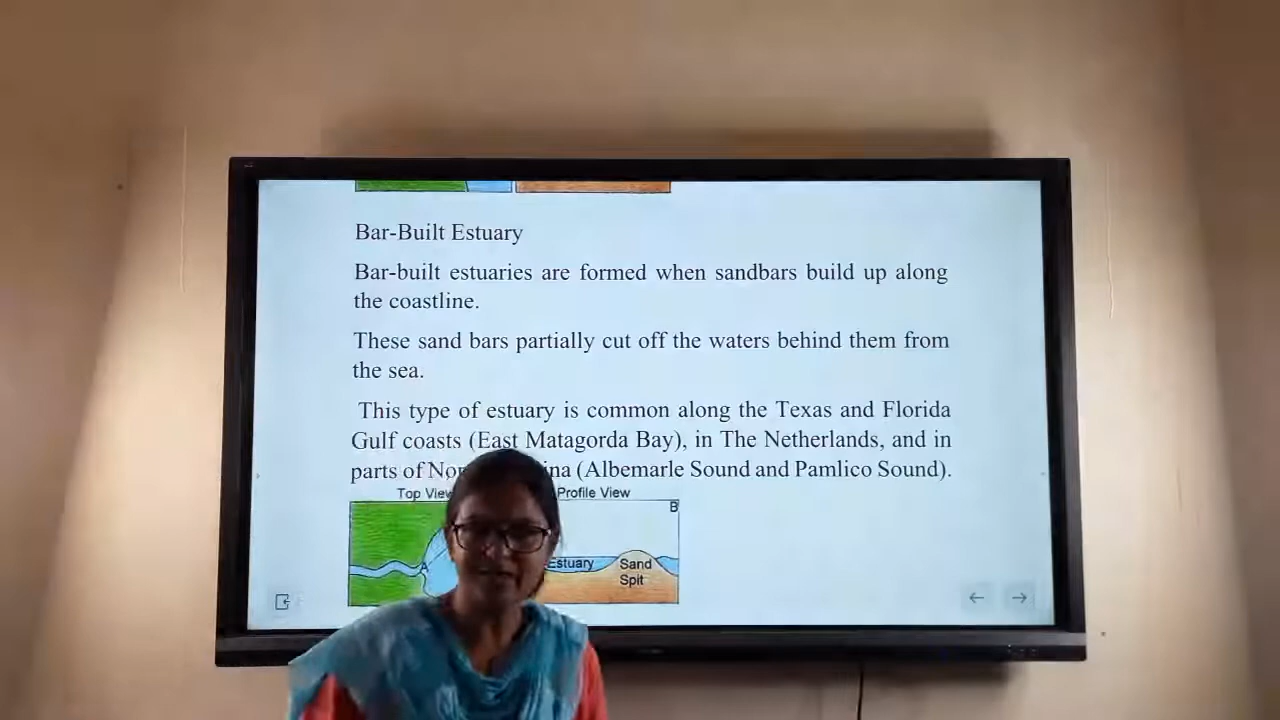 Bar-Built Estuary
Bar-built estuaries are formed when sandbars build up along
the coastline.
These sand bars partially cut off the waters behind them from
the sea.
This type of estuary is common along the Texas and Florida
Gulf coasts (East Matagorda Bay), in The Netherlands, and in
parts of (Albemarle Sound and Pamlico Sound).
Top Profile View
B
A Estuary Sand
Spit